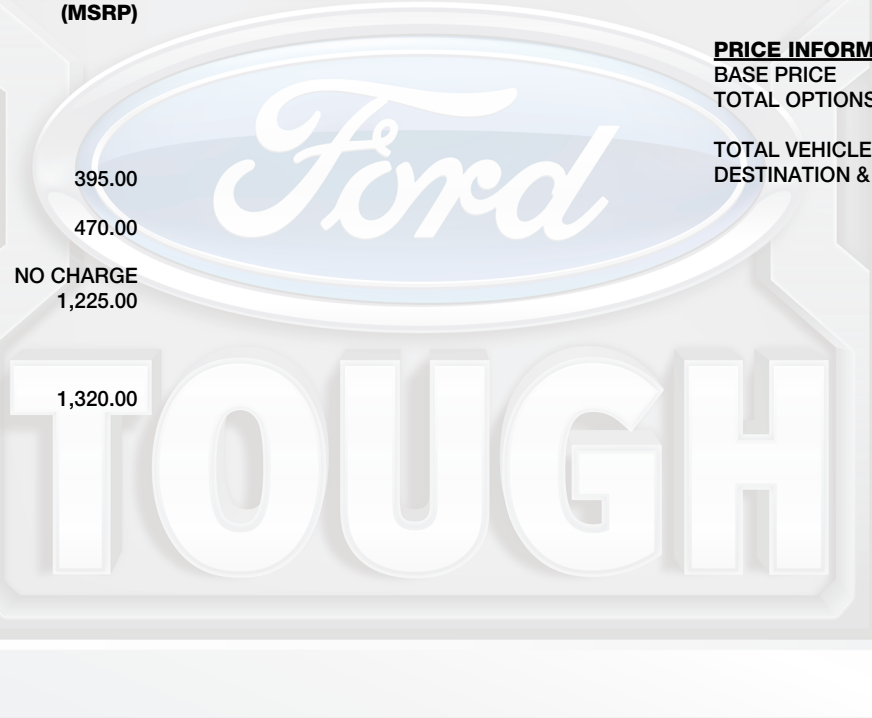 (MSRP)
PRICE INFORM
BASE PRICE
TOTAL OPTIONS
TOTAL VEHICLE
DESTINATION &
395.00
470.00
NO CHARGE
1,225.00
1,320.00
Ford
TOUGH